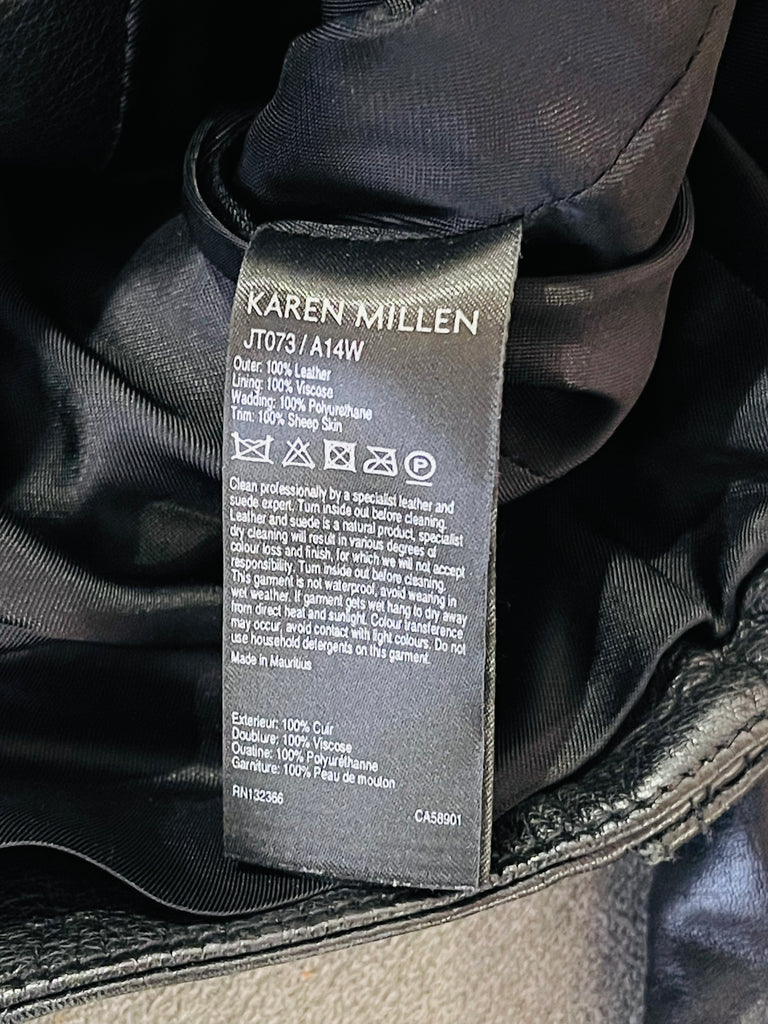 KAREN MILLEN
JT073 / A14W
Outer: 100% Leather
Lining: 100% Viscose
Wadding: 100% Polyurethane
Trim: 100% Sheep Skin
P
Clean professionally by a specialist leather and
suede expert. Turn inside out before cleaning.
Leather and suede is a natural product, specialist
dry cleaning will result in various degrees of
colour loss and finish, for which we will not accept
responsibility. Turn inside out before cleaning.
This garment is not waterproof, avoid wearing in
wet weather. If garment gets wet hang to dry away
from direct heat and sunlight. Colour transference
may occur, avoid contact with light colours. Do not
use household detergents on this garment.
Made in Mauritius
Exterieur: 100% Cuir
Doublure: 100% Viscose
Ouatine: 100% Polyuréthanne
Garniture: 100% Peau de mouton
RN132366
CA58901